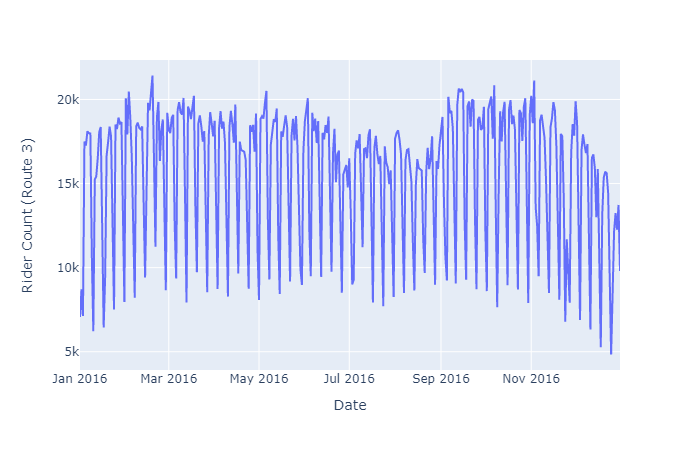 20k
15k
10k
5k
Rider Count (Route 3)
Jan 2016
Mar 2016
May 2016
Jul 2016
Sep 2016
Nov 2016
Date